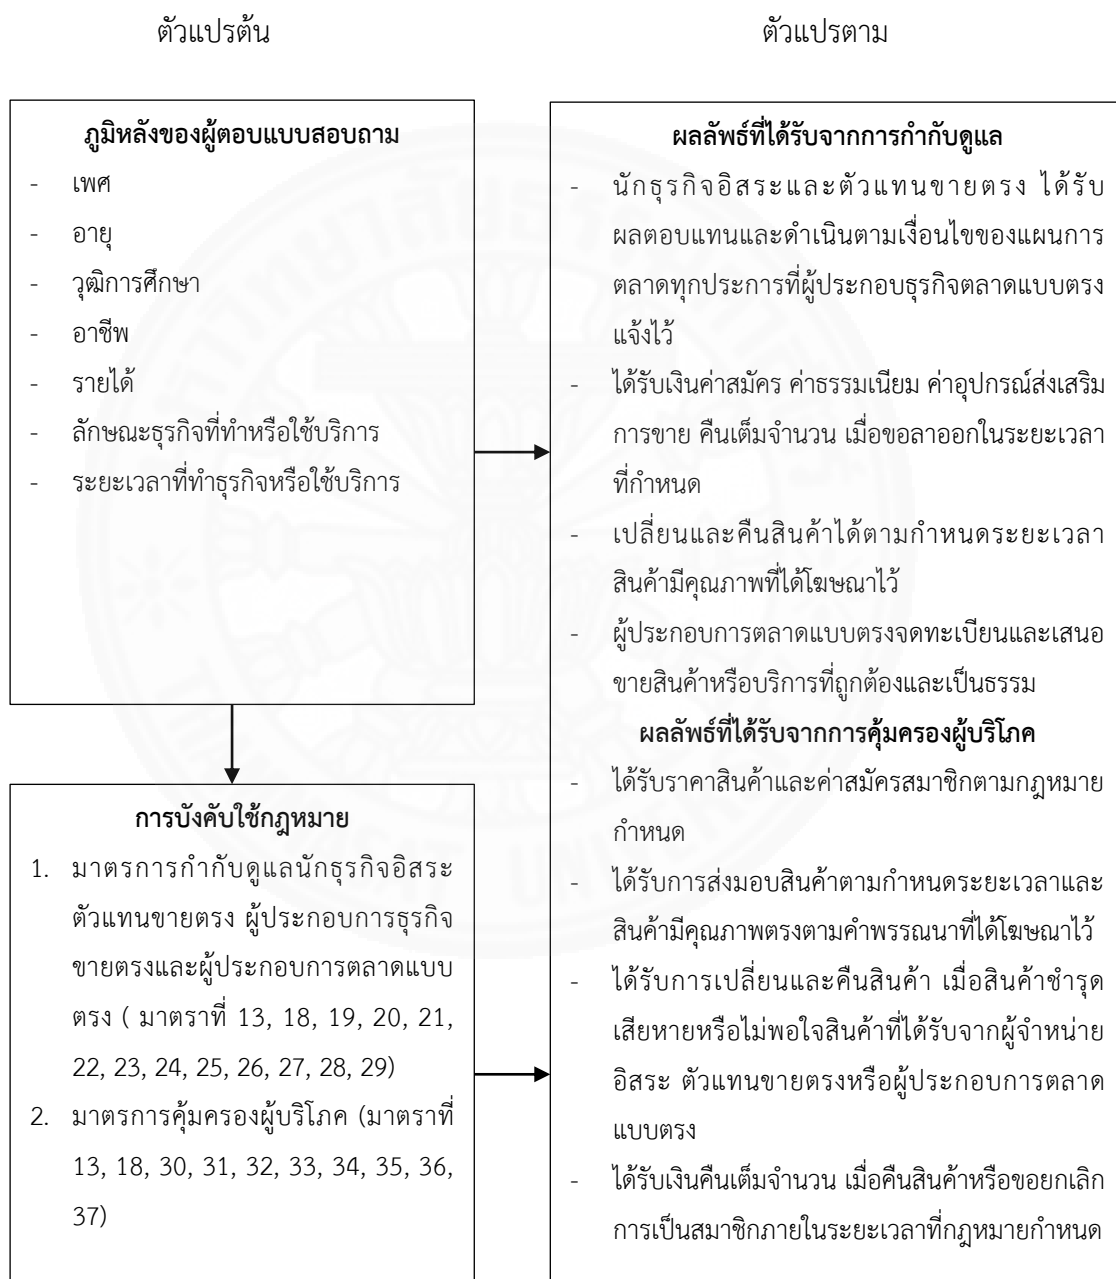 ตัวแปรต้น
ตัวแปรตาม
ภูมิหลังของผู้ตอบแบบสอบถาม
- เพศ
- อายุ
- วุฒิการศึกษา
- อาชีพ
- รายได้
- ลักษณะธุรกิจที่ทำหรือใช้บริการ
- ระยะเวลาที่ทำธุรกิจหรือใช้บริการ
การบังคับใช้กฎหมาย
1. มาตรการกำกับดูแลนักธุรกิจอิสระ
ตัวแทนขายตรง ผู้ประกอบการธุรกิจ
ขายตรงและผู้ประกอบการตลาดแบบ
ตรง ( มาตราที่ 13, 18, 19, 20, 21,
22, 23, 24, 25, 26, 27, 28, 29)
2. มาตรการคุ้มครองผู้บริโภค (มาตราที่
13, 18, 30, 31, 32, 33, 34, 35, 36,
37)
ผลลัพธ์ที่ได้รับจากการกำกับดูแล
- นักธุรกิจอิสระและตัวแทนขายตรง ได้รับ
ผลตอบแทนและดำเนินตามเงื่อนไขของแผนการ
ตลาดทุกประการที่ผู้ประกอบธุรกิจตลาดแบบตรง
แจ้งไว้
- ได้รับเงินค่าสมัคร ค่าธรรมเนียม ค่าอุปกรณ์ส่งเสริม
การขาย คืนเต็มจำนวน เมื่อขอลาออกในระยะเวลา
ที่กำหนด
- เปลี่ยนและคืนสินค้าได้ตามกำหนดระยะเวลา
สินค้ามีคุณภาพที่ได้โฆษณาไว้
- ผู้ประกอบการตลาดแบบตรงจดทะเบียนและเสนอ
ขายสินค้าหรือบริการที่ถูกต้องและเป็นธรรม
ผลลัพธ์ที่ได้รับจากการคุ้มครองผู้บริโภค
- ได้รับราคาสินค้าและค่าสมัครสมาชิกตามกฎหมาย
กำหนด
- ได้รับการส่งมอบสินค้าตามกำหนดระยะเวลาและ
สินค้ามีคุณภาพตรงตามคำพรรณนาที่ได้โฆษณาไว้
- ได้รับการเปลี่ยนและคืนสินค้า เมื่อสินค้าชำรุด
เสียหายหรือไม่พอใจสินค้าที่ได้รับจากผู้จำหน่าย
อิสระ ตัวแทนขายตรงหรือผู้ประกอบการตลาด
แบบตรง
- ได้รับเงินคืนเต็มจำนวน เมื่อคืนสินค้าหรือขอยกเลิก
การเป็นสมาชิกภายในระยะเวลาที่กฎหมายกำหนด